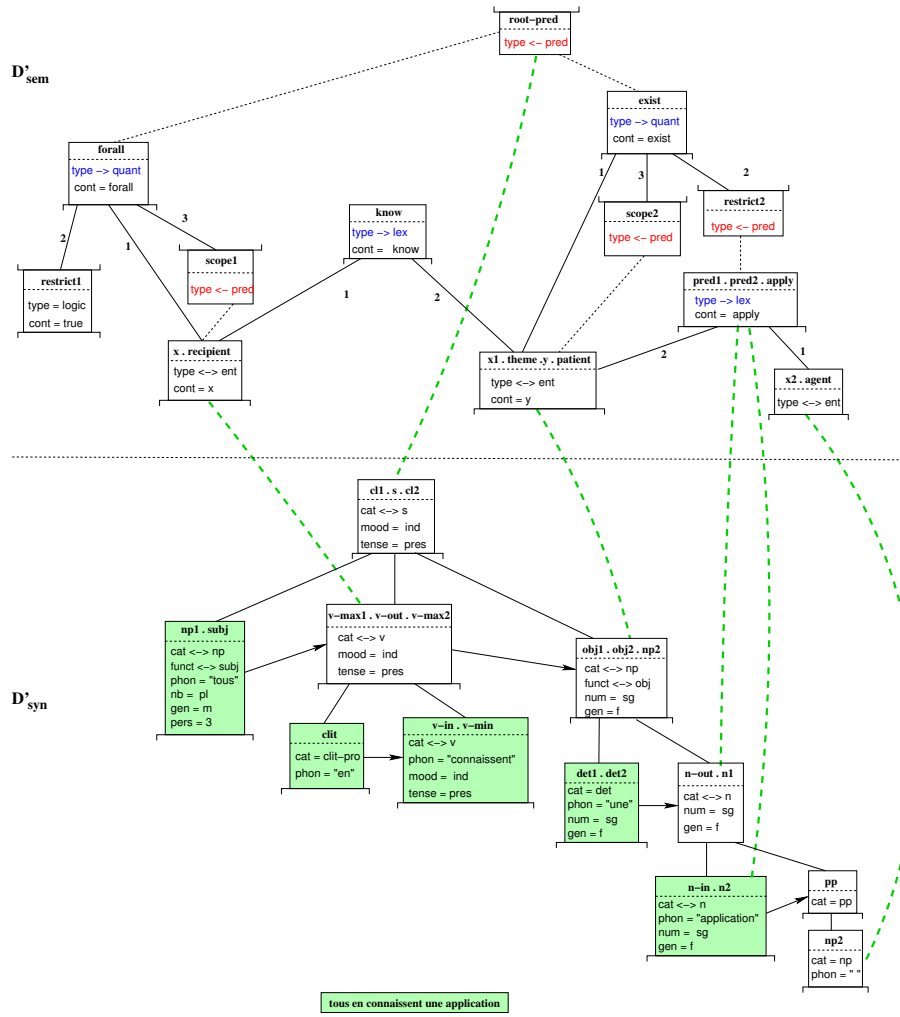 root-pred
type <- pred
D'sem
exist
type -> quant
cont = exist
forall
type -> quant
cont = forall
1
3
2
2
1
3
know
type -> lex
cont = know
scope2
type <- pred
restrict2
type <- pred
scope1
type <- pred
restrict1
type = logic
cont = true
1
2
pred1 . pred2 . apply
type -> lex
cont = apply
x . recipient
type <-> ent
cont = x
x1 . theme . y . patient
type <-> ent
cont = y
2
1
x2 . agent
type <-> ent
cl1 . s . cl2
cat <-> s
mood = ind
tense = pres
np1 . subj
cat <-> np
funct <-> subj
phon = "tous"
nb = pl
gen = m
pers = 3
v-max1 . v-out . v-max2
cat <-> v
mood = ind
tense = pres
obj1 . obj2 . np2
cat <-> np
funct <-> obj
num = sg
gen = f
D'syn
clit
cat = clit-pro
phon = "en"
v-in . v-min
cat <-> v
phon = "connaissent"
mood = ind
tense = pres
det1 . det2
cat = det
phon = "une"
num = sg
gen = f
n-out . n1
cat <-> n
num = sg
gen = f
n-in . n2
cat <-> n
phon = "application"
num = sg
gen = f
pp
cat = pp
np2
cat = np
phon = " "
tous en connaissent une application